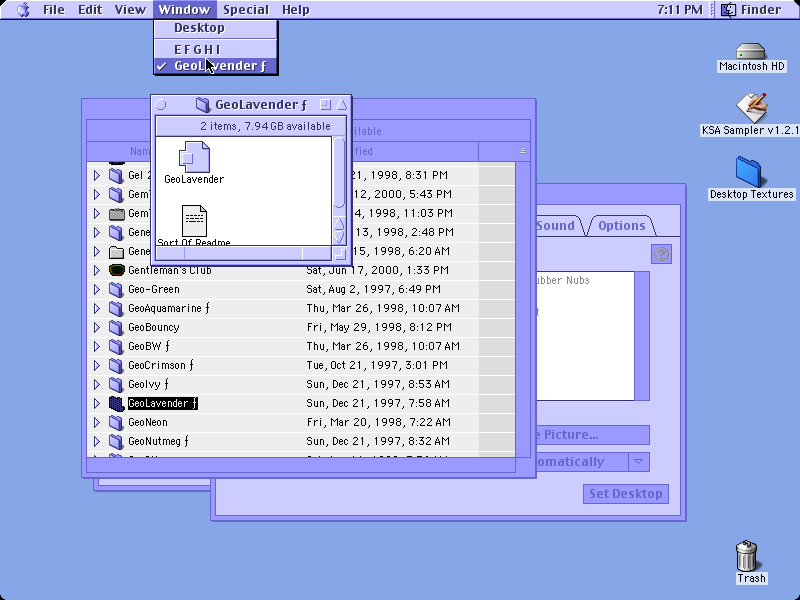 File Edit View Window Special Help 7:11 PM Finder
Desktop
E F G H I
✓ GeoLavender ƒ
GeoLavender ƒ
2 items, 7.94 GB available
GeoLavender
Sort Of Readme
Macintosh HD
KSA Sampler v1.2.1
Desktop Textures
Trash
Gem
Gene
Gene
21, 1998, 8:31 PM
12, 2000, 5:43 PM
4, 1998, 11:03 PM
13, 1998, 2:48 PM
15, 1998, 6:20 AM
Gentleman's Club Sat, Jun 17, 2000, 1:33 PM
Geo-Green Sat, Aug 2, 1997, 6:49 PM
GeoAquamarine ƒ Thu, Mar 26, 1998, 10:07 AM
GeoBouncy Fri, May 29, 1998, 8:12 PM
GeoBW ƒ Thu, Mar 26, 1998, 10:07 AM
GeoCrimson ƒ Tue, Oct 21, 1997, 3:01 PM
GeoIvy ƒ Sun, Dec 21, 1997, 8:53 AM
GeoLavender ƒ Sun, Dec 21, 1997, 7:58 AM
GeoNeon Fri, Mar 20, 1998, 7:22 AM
GeoNutmeg ƒ Sun, Dec 21, 1997, 8:32 AM
Sound Options
ubber Nubs
e Picture...
omatically
Set Desktop